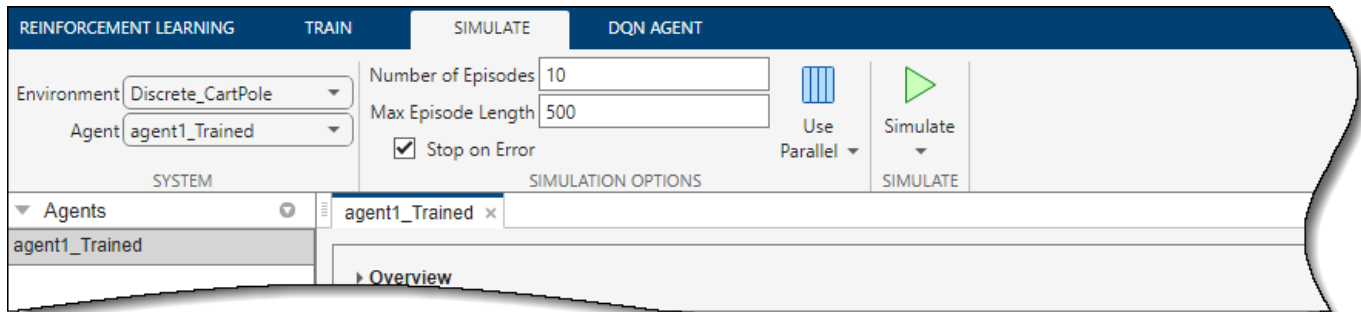 REINFORCEMENT LEARNING TRAIN SIMULATE DQN AGENT
Environment Discrete_CartPole
Agent agent1_Trained
SYSTEM
Number of Episodes 10
Max Episode Length 500
Stop on Error
Use
Parallel
SIMULATION OPTIONS
Simulate
SIMULATE
Agents
agent1_Trained
agent1_Trained ×
Overview